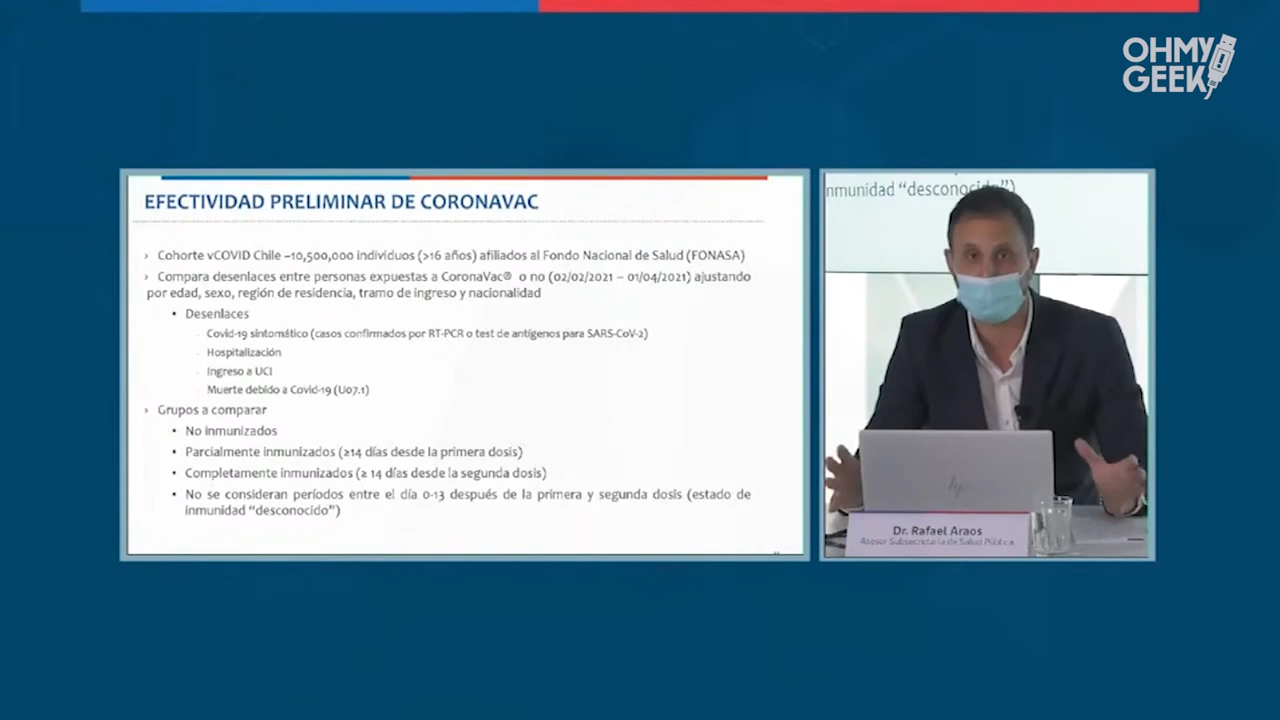 OHMY
GEEK
EFECTIVIDAD PRELIMINAR DE CORONAVAC
› Cohorte vCOVID Chile ~10,500,000 individuos (>16 años) afiliados al Fondo Nacional de Salud (FONASA)
› Compara desenlaces entre personas expuestas a CoronaVac® o no (02/02/2021 – 01/04/2021) ajustando
por edad, sexo, región de residencia, tramo de ingreso y nacionalidad
• Desenlaces
Covid-19 sintomático (casos confirmados por RT-PCR o test de antígenos para SARS-CoV-2)
Hospitalización
Ingreso a UCI
Muerte debido a Covid-19 (U07.1)
› Grupos a comparar
• No inmunizados
• Parcialmente inmunizados (≥14 días desde la primera dosis)
• Completamente inmunizados (≥ 14 días desde la segunda dosis)
• No se consideran períodos entre el día 0-13 después de la primera y segunda dosis (estado de
inmunidad “desconocido”)
nmunidad “desconocido”)
hp
Dr. Rafael Araos
Asesor Subsecretaría de Salud Pública